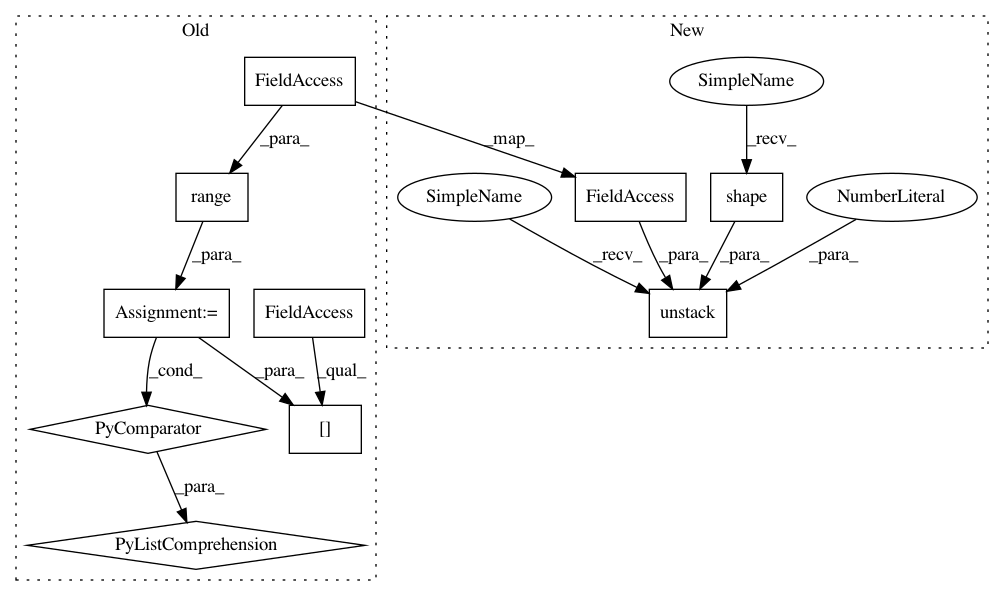 Old
New
FieldAccess
SimpleName
_para_
_map_
_recv_
range
SimpleName
FieldAccess
shape
NumberLiteral
_para_
_recv_
_para_
_para_
_para_
Assignment:=
FieldAccess
unstack
_cond_
_para_
_qual_
PyComparator
[]
_para_
PyListComprehension